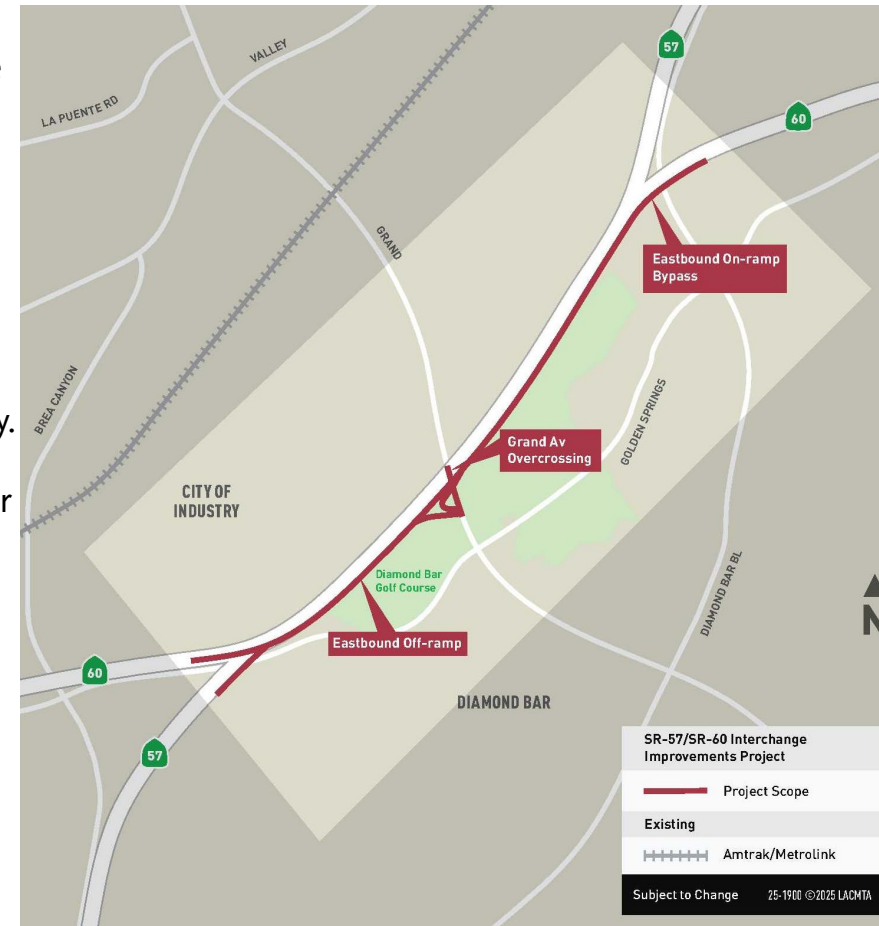 57
VALLEY
LA PUENTE RD
60
GRAND
Eastbound On-ramp
Bypass
BREA CANYON
GOLDEN SPRINGS
y.
Grand Av
Overcrossing
CITY OF
INDUSTRY
r
Diamond Bar
Golf Course
DIAMOND BAR BL
N
Eastbound Off-ramp
60
DIAMOND BAR
57
SR-57/SR-60 Interchange
Improvements Project
Project Scope
Existing
Amtrak/Metrolink
Subject to Change 25-1900 ©2025 LACMTA